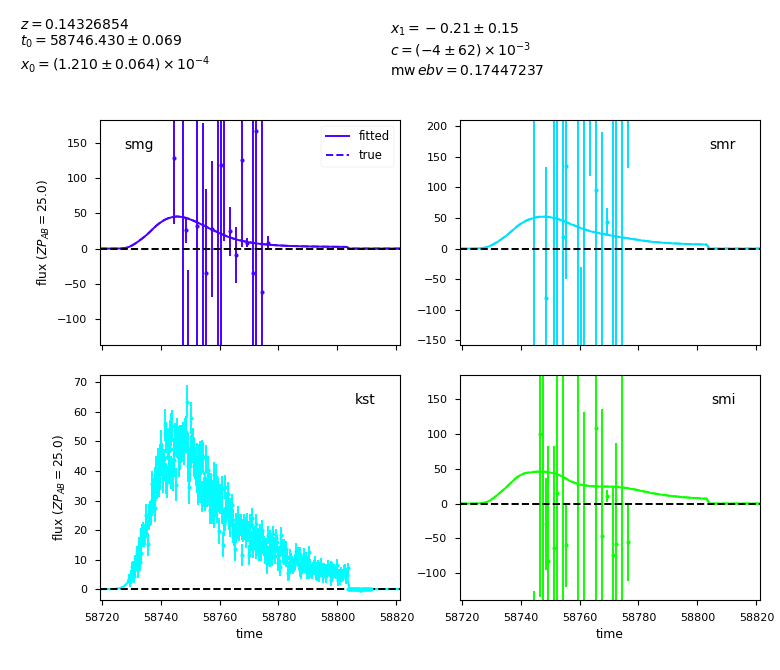 z = 0.14326854
t₀ = 58746.430 ± 0.069
x₀ = (1.210 ± 0.064) × 10⁻⁴
x₁ = −0.21 ± 0.15
c = (−4 ± 62) × 10⁻³
mw ebv = 0.17447237
smg
fitted
true
flux (ZP_AB = 25.0)
150
100
50
0
−50
−100
smr
200
150
100
50
0
−50
−100
−150
kst
flux (ZP_AB = 25.0)
70
60
50
40
30
20
10
0
58720 58740 58760 58780 58800 58820
time
smi
150
100
50
0
−50
−100
58720 58740 58760 58780 58800 58820
time